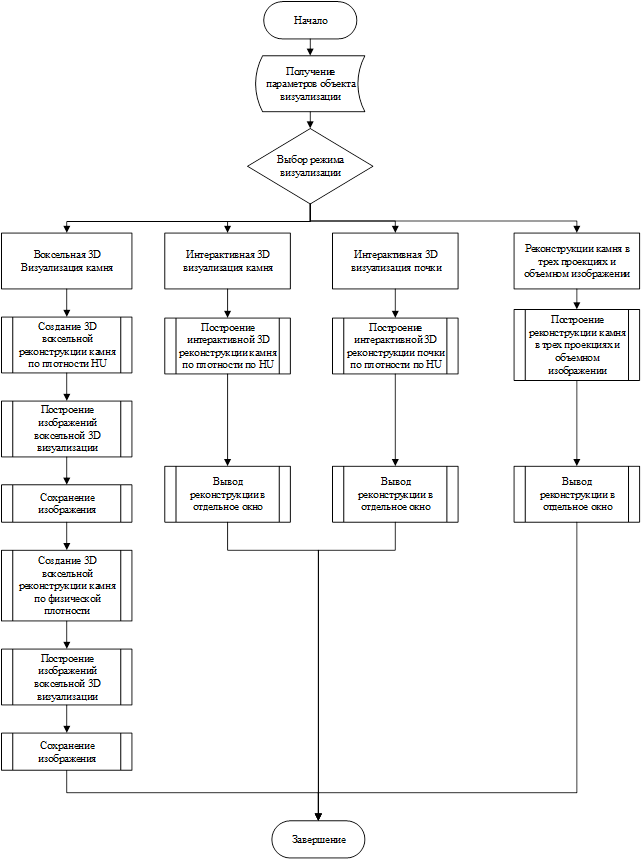 Начало
Получение
параметров объекта
визуализации
Выбор режима
визуализации
Воксельная 3D
Визуализация камня
Интерактивная 3D
визуализация камня
Интерактивная 3D
визуализация почки
Реконструкции камня в
трех проекциях и
объемном изображении
Создание 3D
воксельной
реконструкции камня
по плотности HU
Построение
интерактивной 3D
реконструкции камня
по плотности по HU
Построение
интерактивной 3D
реконструкции почки
по плотности по HU
Построение
реконструкции камня
в трех проекциях и
объемном
изображении
Построение
изображений
воксельной 3D
визуализации
Сохранение
изображения
Вывод
реконструкции в
отдельное окно
Вывод
реконструкции в
отдельное окно
Вывод
реконструкции в
отдельное окно
Создание 3D
воксельной
реконструкции камня
по физической
плотности
Построение
изображений
воксельной 3D
визуализации
Сохранение
изображения
Завершение